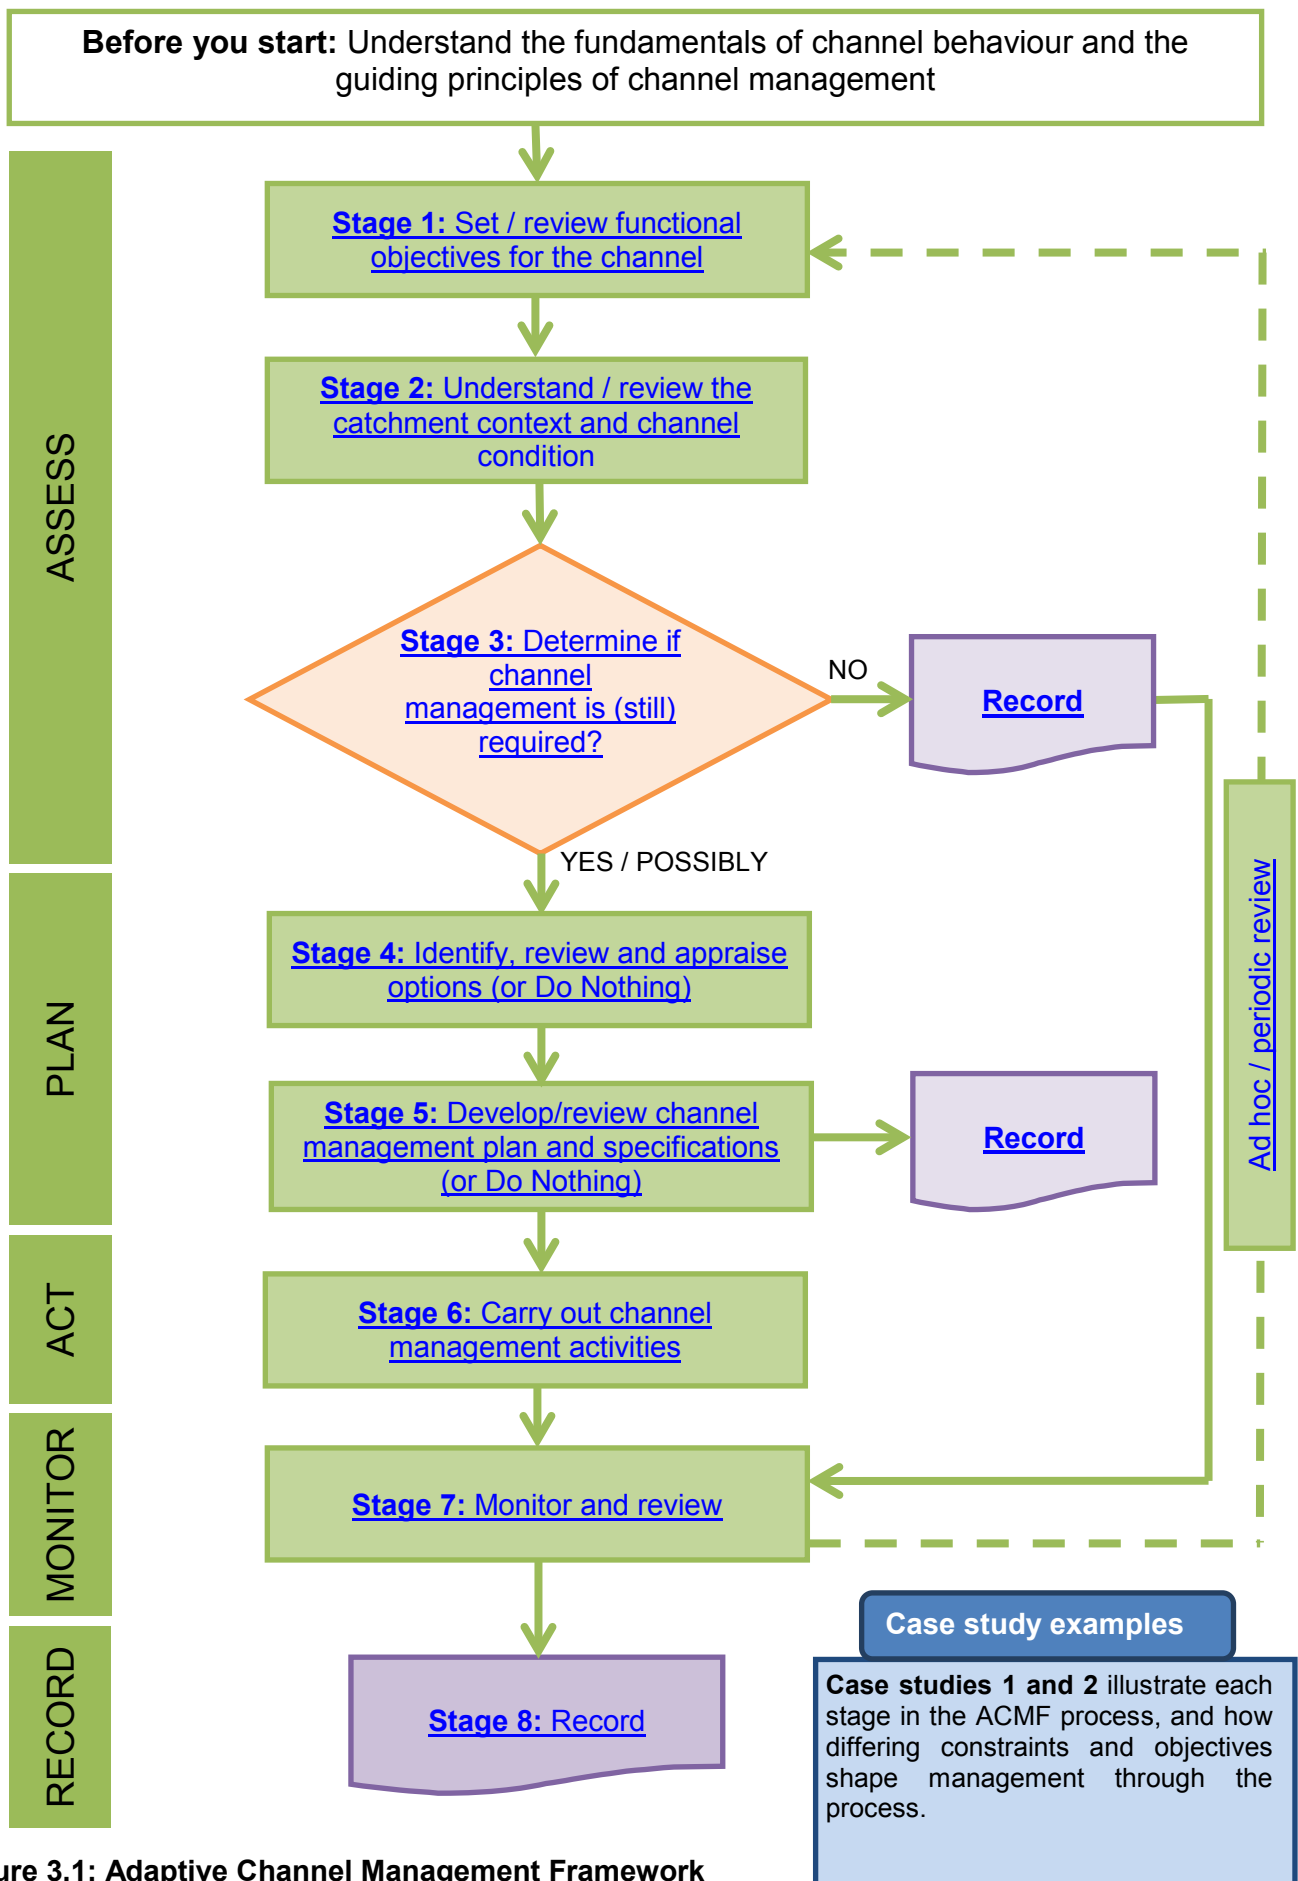 Before you start: Understand the fundamentals of channel behaviour and the
guiding principles of channel management
ASSESS
Stage 1: Set / review functional
objectives for the channel
Stage 2: Understand / review the
catchment context and channel
condition
Stage 3: Determine if
channel
management is (still)
required?
NO
Record
YES / POSSIBLY
Ad hoc / periodic review
PLAN
Stage 4: Identify, review and appraise
options (or Do Nothing)
Stage 5: Develop/review channel
management plan and specifications
(or Do Nothing)
Record
ACT
Stage 6: Carry out channel
management activities
MONITOR
Stage 7: Monitor and review
RECORD
Stage 8: Record
Case study examples
Case studies 1 and 2 illustrate each
stage in the ACMF process, and how
differing constraints and objectives
shape management through the
process.
ure 3.1: Adaptive Channel Management Framework